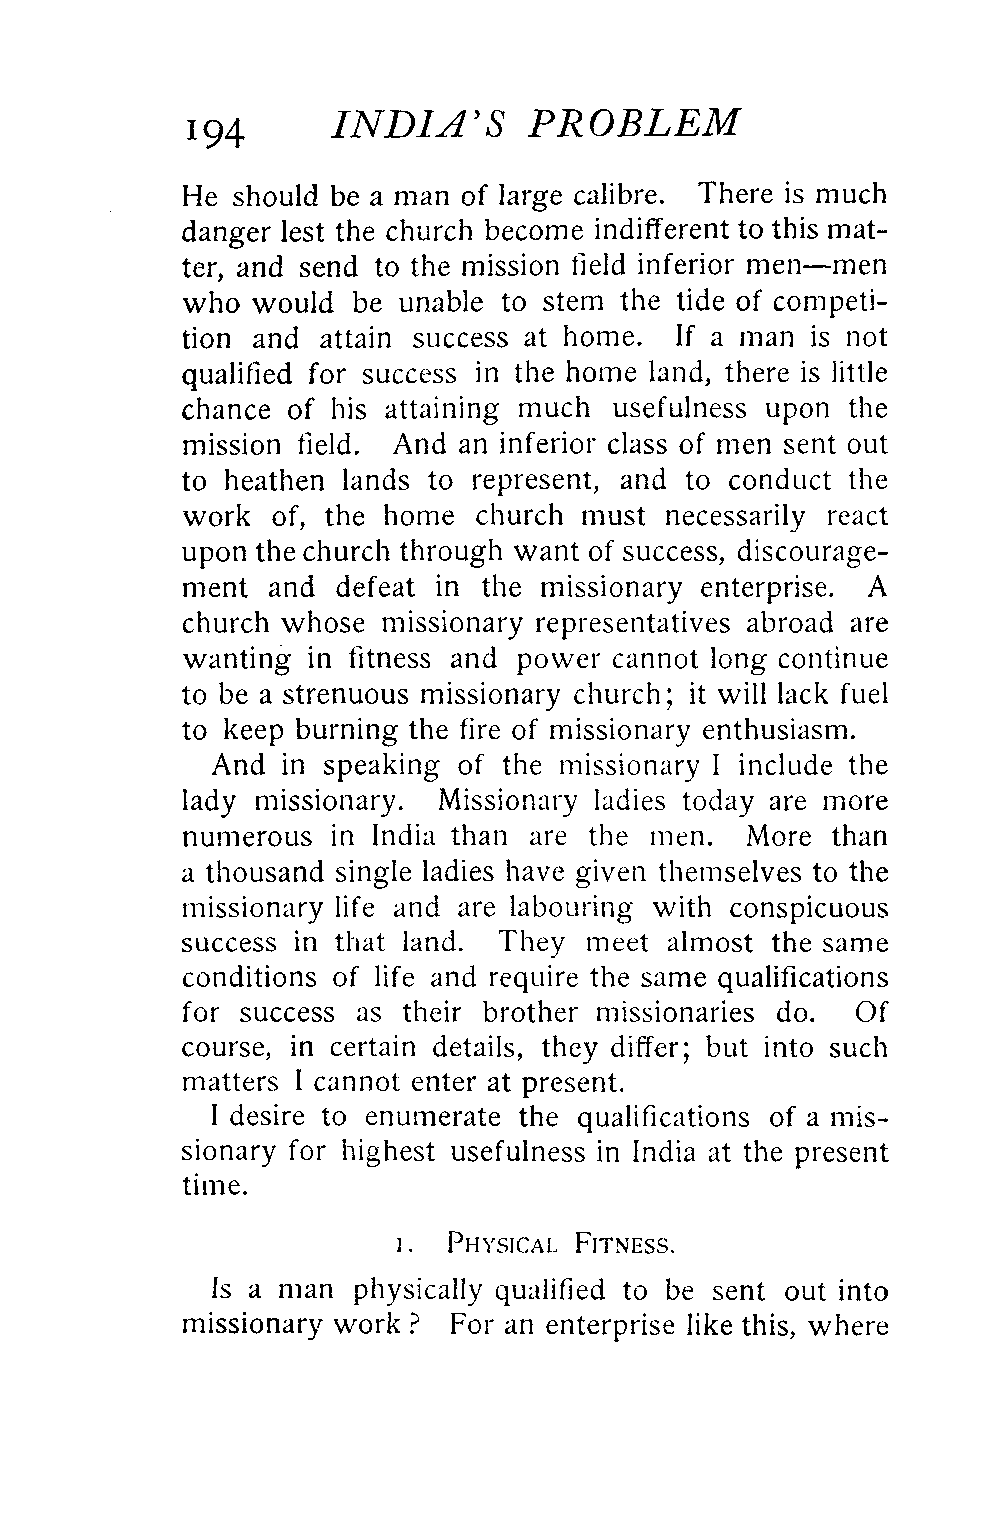 194 INDIA'S PROBLEM
He should be a man of large calibre. There is much
danger lest the church become indifferent to this mat-
ter, and send to the mission field inferior men—men
who would be unable to stem the tide of competi-
tion and attain success at home. If a man is not
qualified for success in the home land, there is little
chance of his attaining much usefulness upon the
mission field. And an inferior class of men sent out
to heathen lands to represent, and to conduct the
work of, the home church must necessarily react
upon the church through want of success, discourage-
ment and defeat in the missionary enterprise. A
church whose missionary representatives abroad are
wanting in fitness and power cannot long continue
to be a strenuous missionary church; it will lack fuel
to keep burning the fire of missionary enthusiasm.
And in speaking of the missionary I include the
lady missionary. Missionary ladies today are more
numerous in India than are the men. More than
a thousand single ladies have given themselves to the
missionary life and are labouring with conspicuous
success in that land. They meet almost the same
conditions of life and require the same qualifications
for success as their brother missionaries do. Of
course, in certain details, they differ; but into such
matters I cannot enter at present.
I desire to enumerate the qualifications of a mis-
sionary for highest usefulness in India at the present
time.
1. PHYSICAL FITNESS.
Is a man physically qualified to be sent out into
missionary work? For an enterprise like this, where